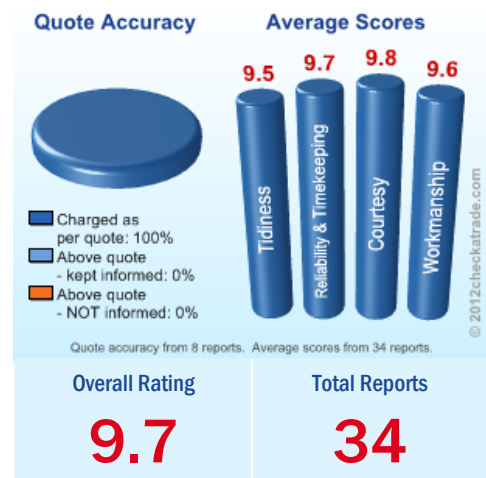 Quote Accuracy
Average Scores
9.5
9.7
9.8
9.6
Tidiness
Reliability & Timekeeping
Courtesy
Workmanship
Charged as
per quote: 100%
Above quote
- kept informed: 0%
Above quote
- NOT informed: 0%
© 2012checkatrade.com
Quote accuracy from 8 reports. Average scores from 34 reports.
Overall Rating
9.7
Total Reports
34